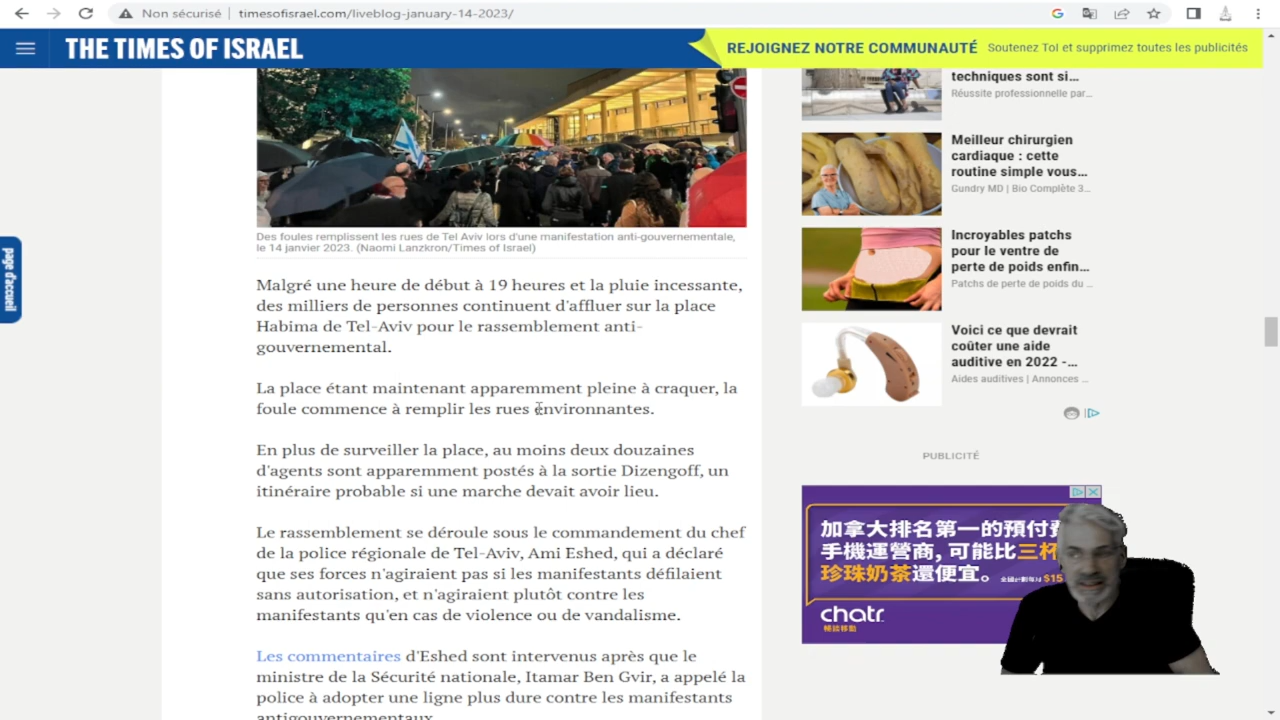 Non sécurisé
timesofisrael.com/liveblog-january-14-2023/
THE TIMES OF ISRAEL
REJOIGNEZ NOTRE COMMUNAUTÉ
Soutenez ToI et supprimez toutes les publicités
page d'accueil
Des foules remplissent les rues de Tel Aviv lors d'une manifestation anti-gouvernementale,
le 14 janvier 2023. (Naomi Lanzkron/Times of Israel)
Malgré une heure de début à 19 heures et la pluie incessante,
des milliers de personnes continuent d'affluer sur la place
Habima de Tel-Aviv pour le rassemblement anti-
gouvernemental.
La place étant maintenant apparemment pleine à craquer, la
foule commence à remplir les rues environnantes.
En plus de surveiller la place, au moins deux douzaines
d'agents sont apparemment postés à la sortie Dizengoff, un
itinéraire probable si une marche devait avoir lieu.
Le rassemblement se déroule sous le commandement du chef
de la police régionale de Tel-Aviv, Ami Eshed, qui a déclaré
que ses forces n'agiraient pas si les manifestants défilaient
sans autorisation, et n'agiraient plutôt contre les
manifestants qu'en cas de violence ou de vandalisme.
Les commentaires d'Eshed sont intervenus après que le
ministre de la Sécurité nationale, Itamar Ben Gvir, a appelé la
police à adopter une ligne plus dure contre les manifestants
antigouvernementaux
techniques sont si...
Réussite professionnelle par...
Meilleur chirurgien
cardiaque : cette
routine simple vous...
Gundry MD | Bio Complète 3...
Incroyables patchs
pour le ventre de
perte de poids enfin...
Patchs de perte de poids du ...
Voici ce que devrait
coûter une aide
auditive en 2022 -...
Aides auditives | Annonces ...
PUBLICITÉ
加拿大排名第一的預付費
手機運營商,可能比三杯
珍珠奶茶還便宜。
$15
chatr
暢談移動